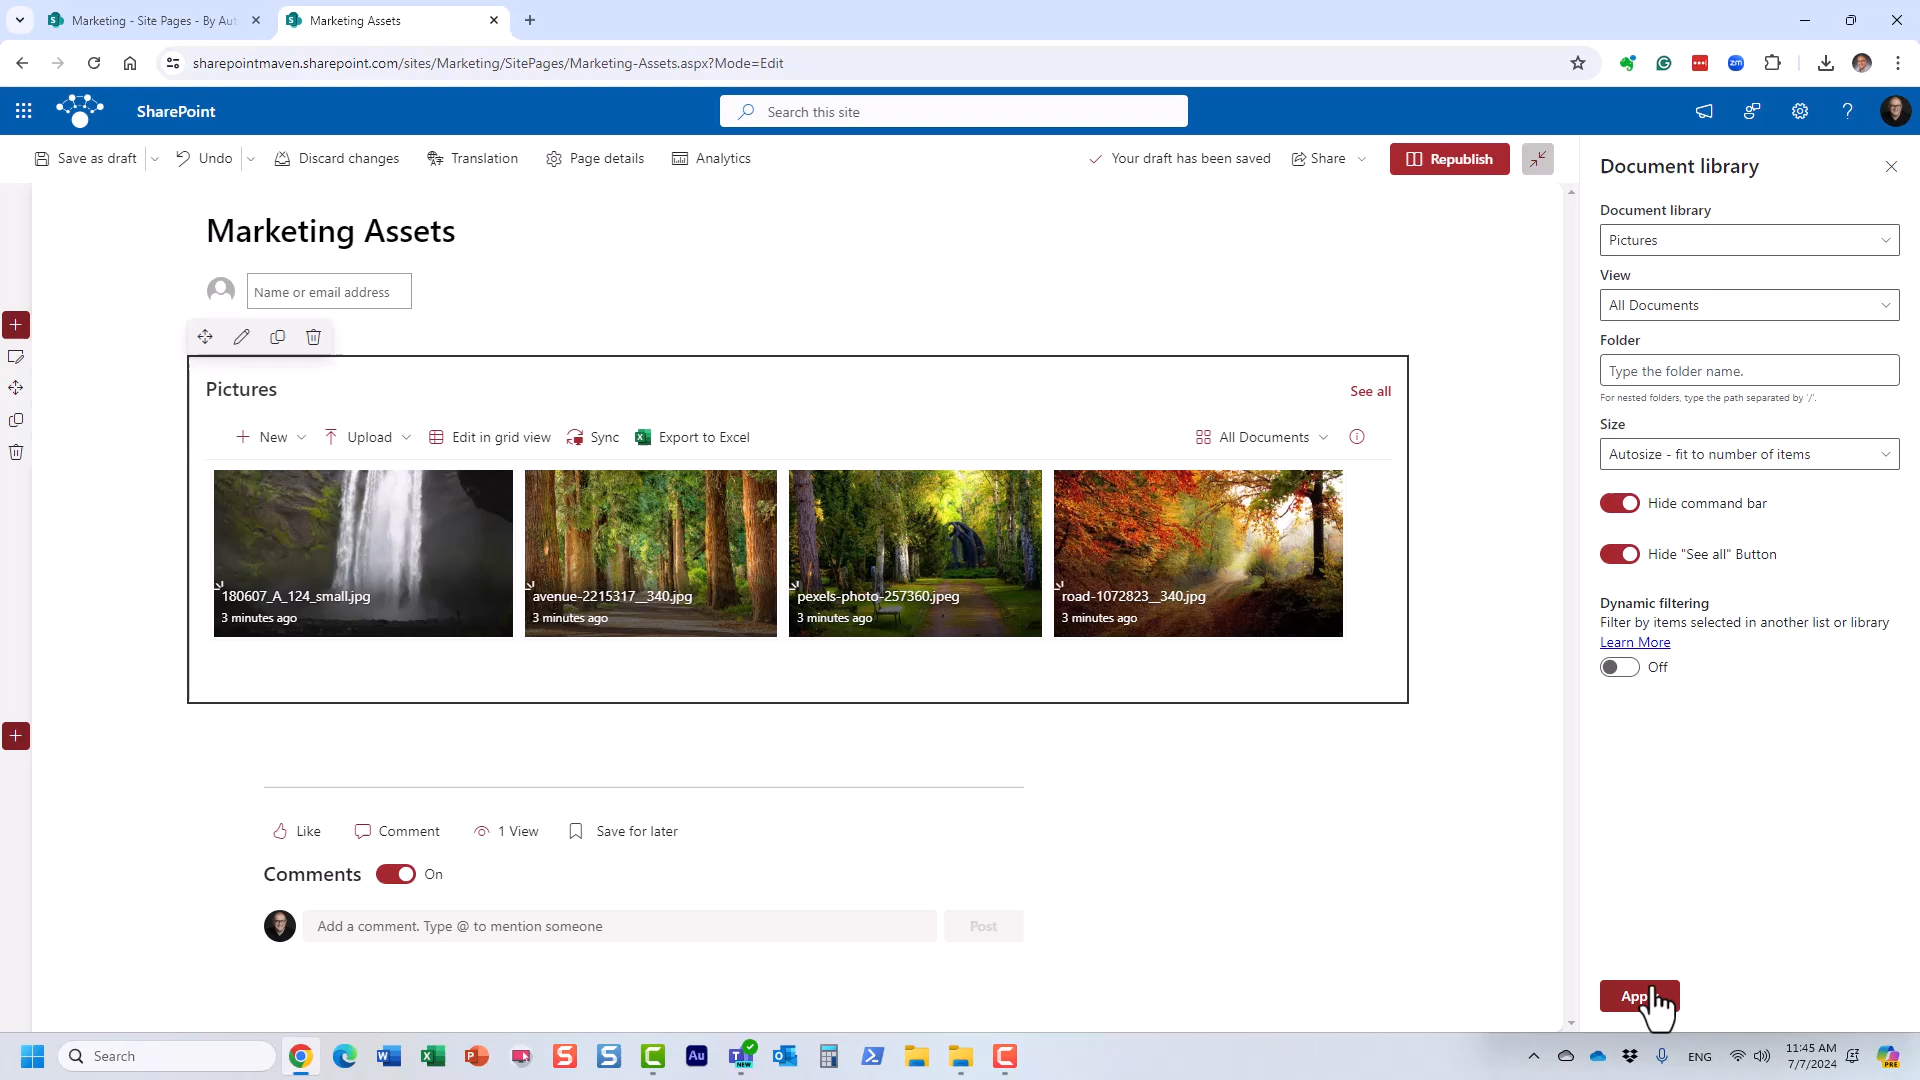 Marketing - Site Pages - By Aut
Marketing Assets
sharepointmaven.sharepoint.com/sites/Marketing/SitePages/Marketing-Assets.aspx?Mode=Edit
zm
SharePoint
Search this site
Save as draft
Undo
Discard changes
Translation
Page details
Analytics
Your draft has been saved
Share
Republish
Marketing Assets
Name or email address
Pictures
See all
New
Upload
Edit in grid view
Sync
Export to Excel
All Documents
180607_A_124_small.jpg
3 minutes ago
avenue-2215317__340.jpg
3 minutes ago
pexels-photo-257360.jpeg
3 minutes ago
road-1072823__340.jpg
3 minutes ago
Like
Comment
1 View
Save for later
Comments
On
Add a comment. Type @ to mention someone
Post
Document library
Document library
Pictures
View
All Documents
Folder
Type the folder name.
For nested folders, type the path separated by '/'.
Size
Autosize - fit to number of items
Hide command bar
Hide "See all" Button
Dynamic filtering
Filter by items selected in another list or library
Learn More
Off
Search
Au
NEW
ENG
11:45 AM
7/7/2024
PRE